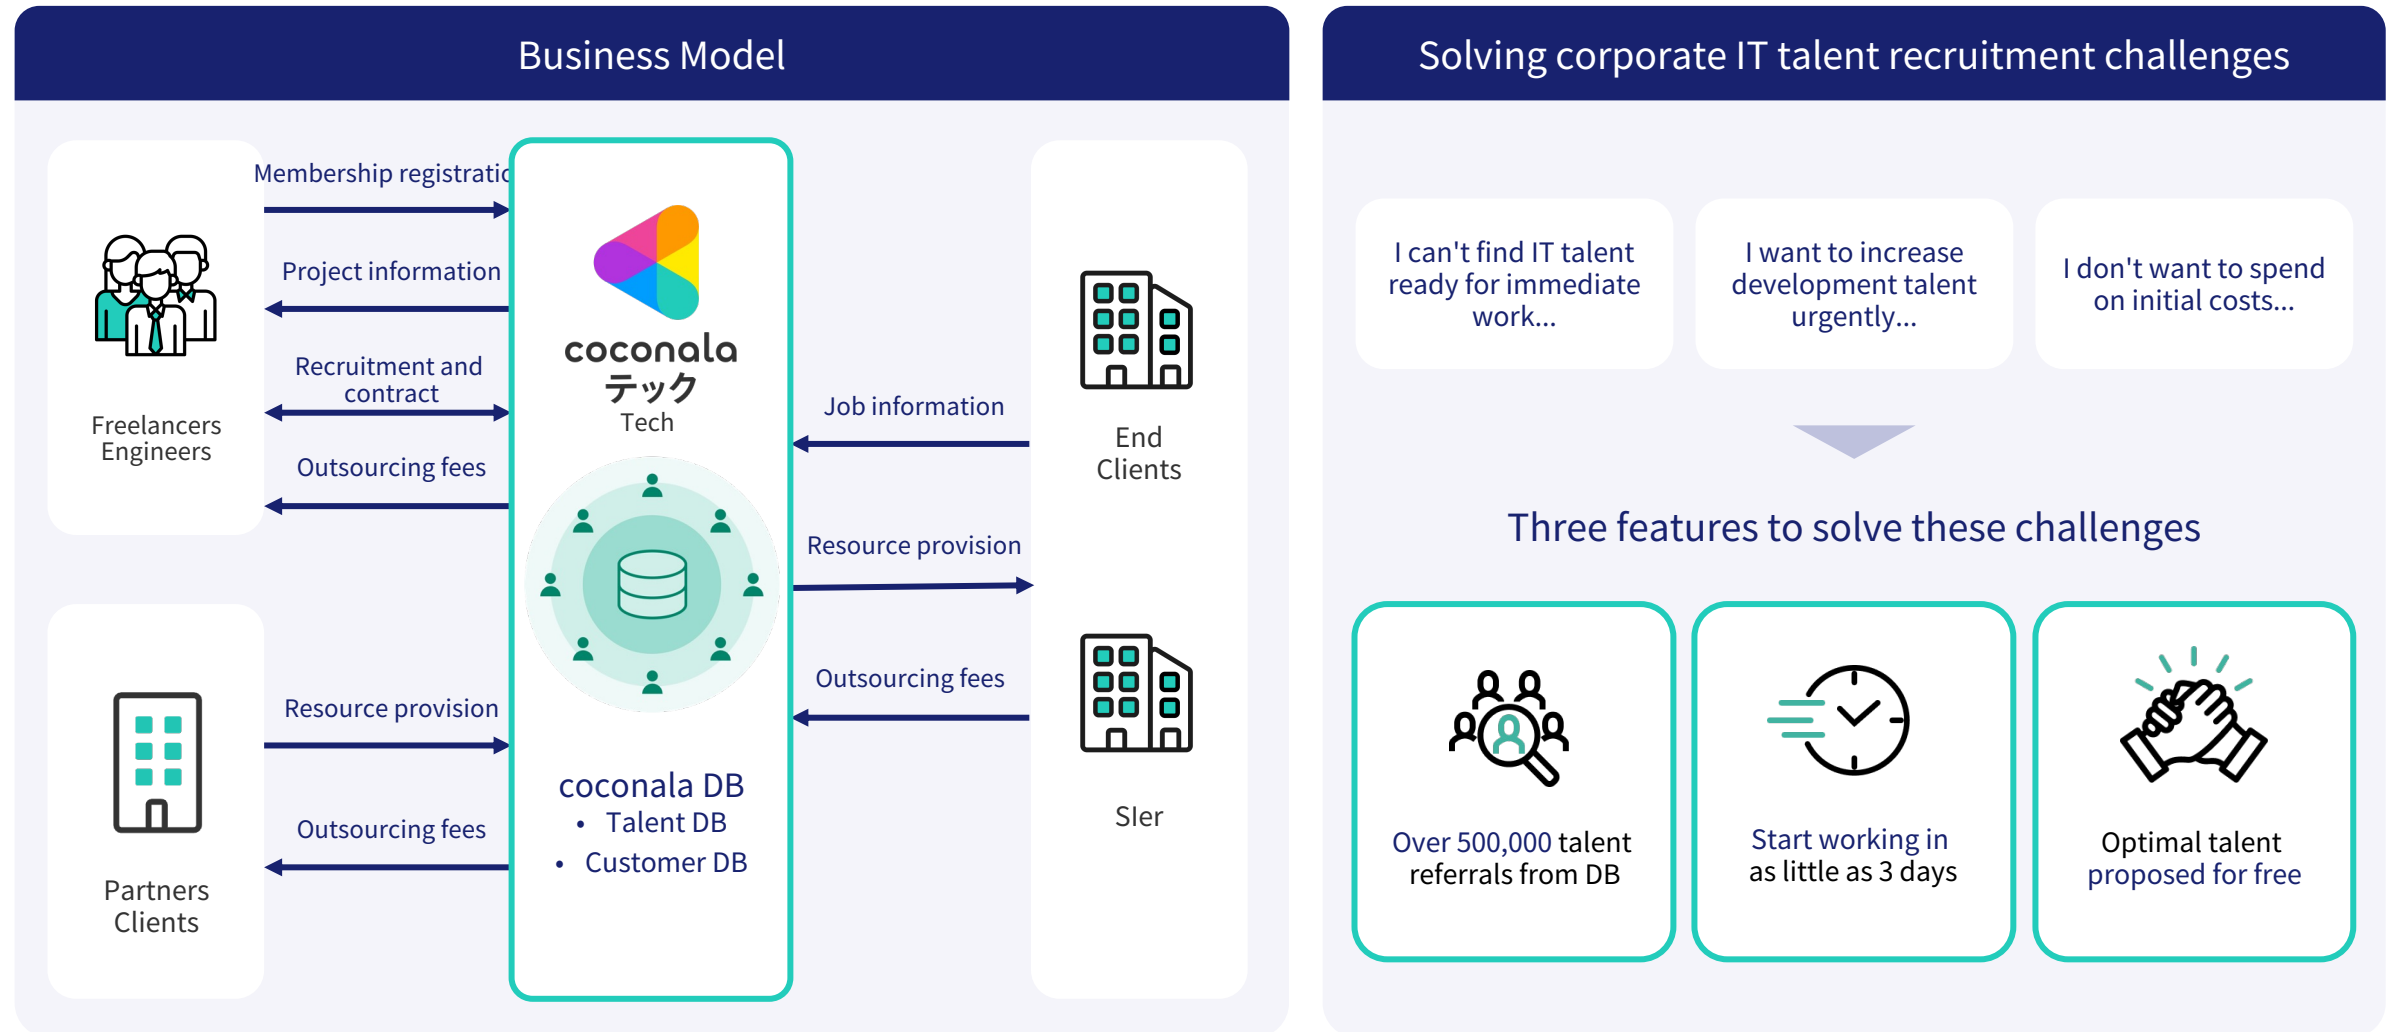 Business Model
Membership registratio
Project information
Recruitment and
contract
Outsourcing fees
Freelancers
Engineers
Resource provision
Outsourcing fees
Partners
Clients
coconala
テック
Tech
coconala DB
• Talent DB
• Customer DB
Job information
Resource provision
Outsourcing fees
End
Clients
SIer
Solving corporate IT talent recruitment challenges
I can't find IT talent
ready for immediate
work...
I want to increase
development talent
urgently...
I don't want to spend
on initial costs...
Three features to solve these challenges
Over 500,000 talent
referrals from DB
Start working in
as little as 3 days
Optimal talent
proposed for free